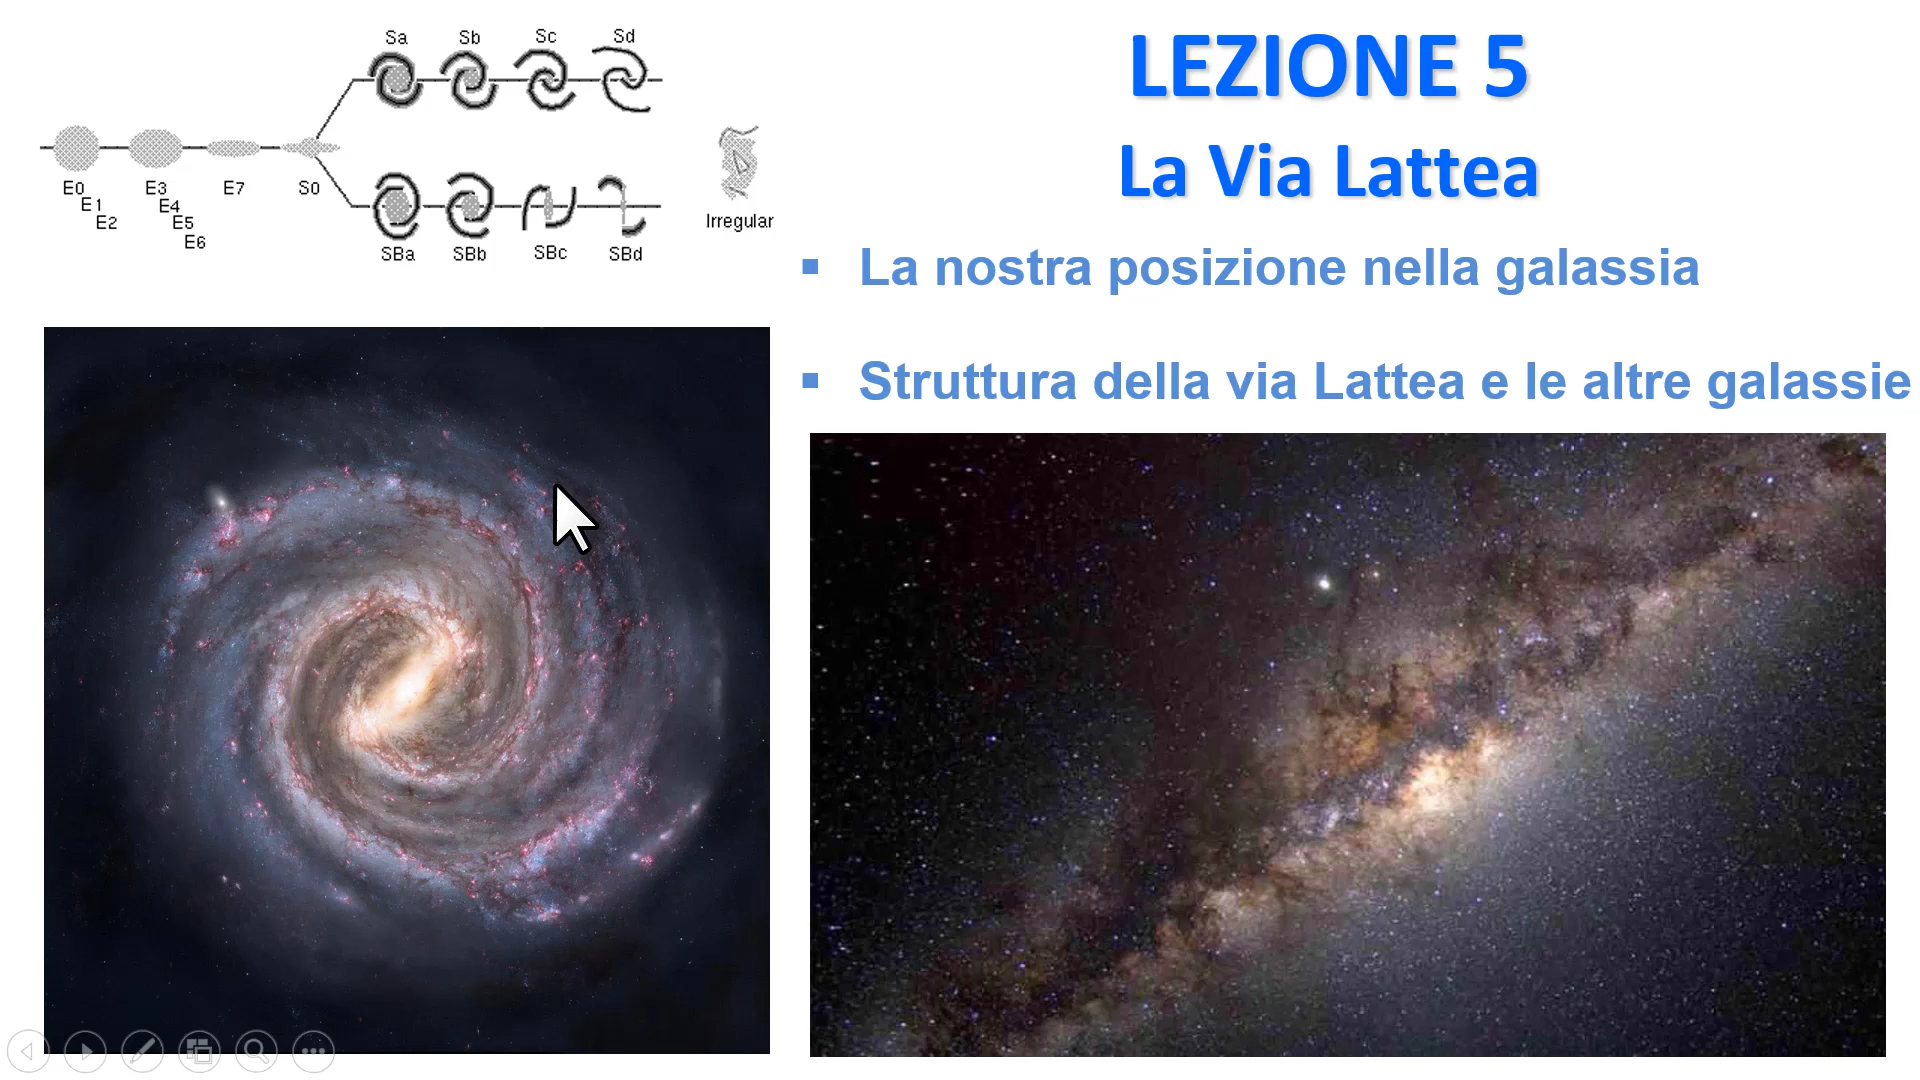 LEZIONE 5
La Via Lattea
▪ La nostra posizione nella galassia
▪ Struttura della via Lattea e le altre galassie
Sa Sb Sc Sd
E0 E3 E7 S0
E1 E4
E2 E5
E6
SBa SBb SBc SBd
Irregular